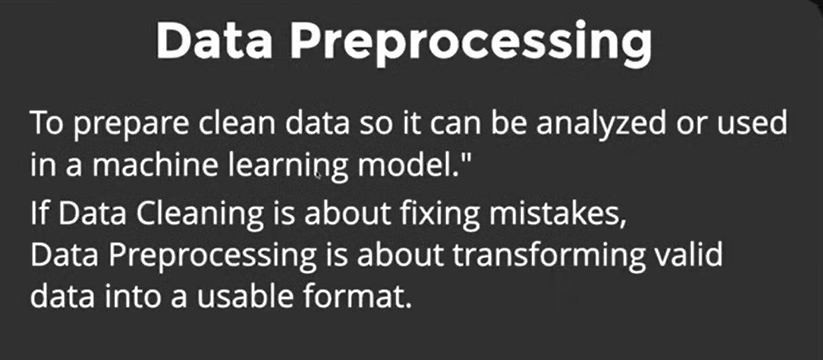 Data Preprocessing
To prepare clean data so it can be analyzed or used
in a machine learning model."
If Data Cleaning is about fixing mistakes,
Data Preprocessing is about transforming valid
data into a usable format.